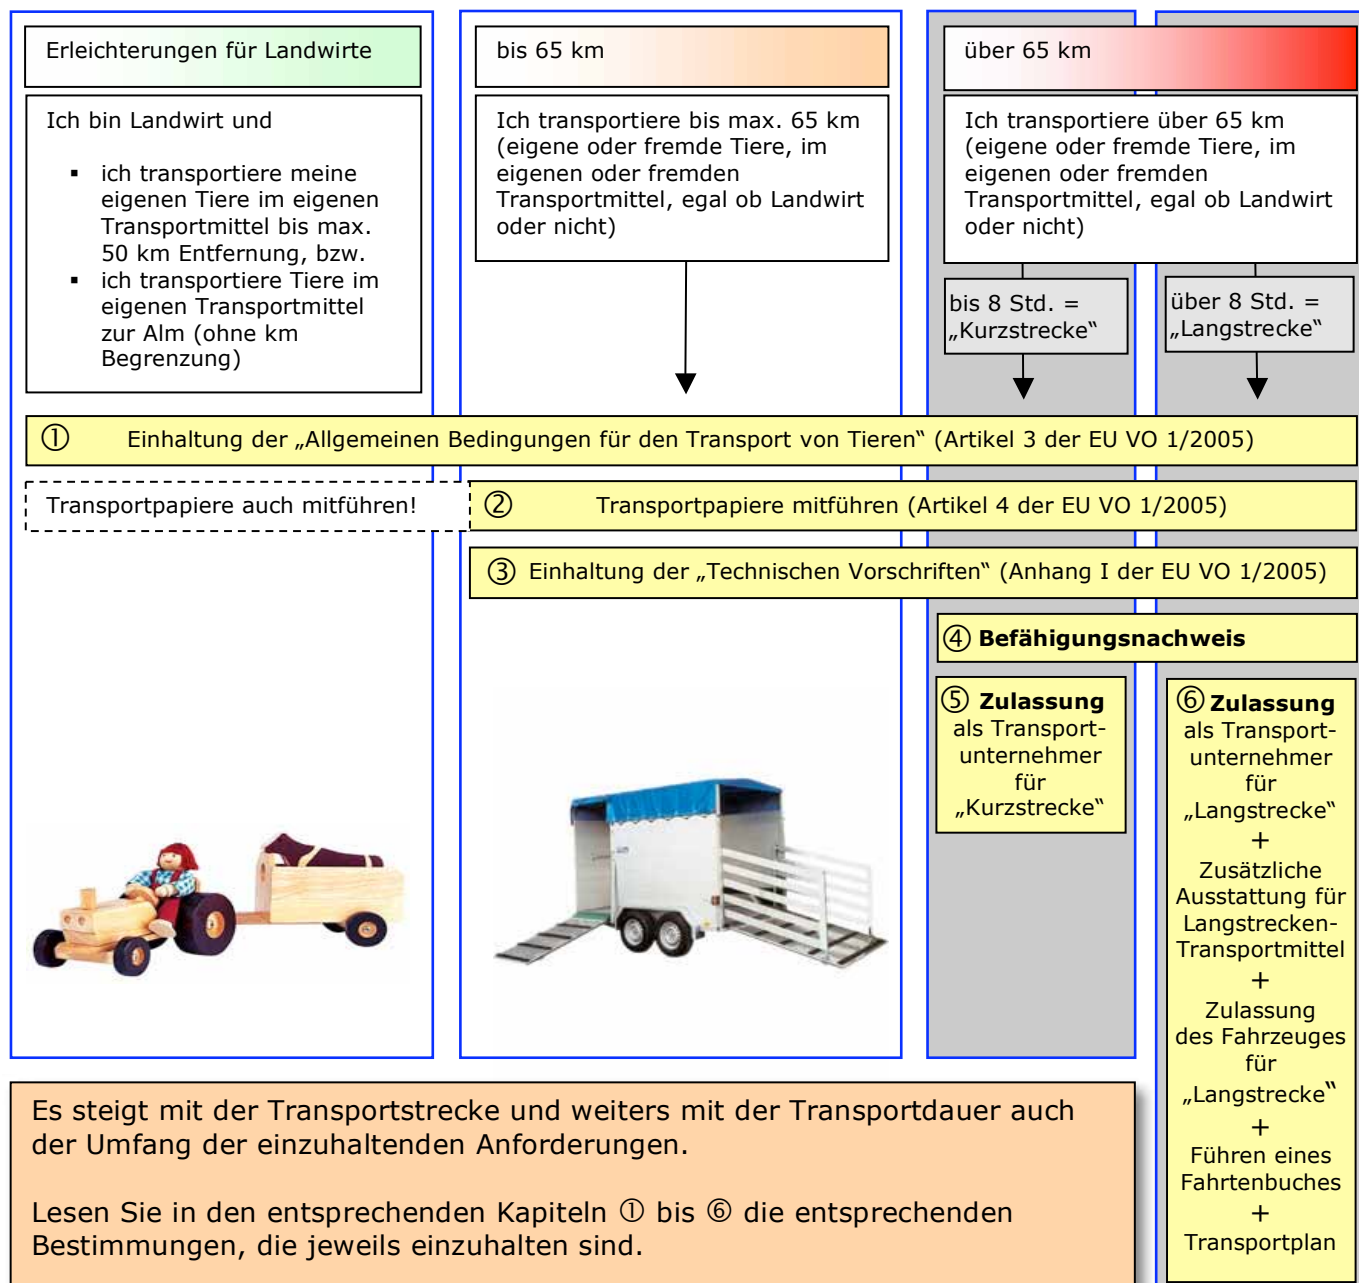 Erleichterungen für Landwirte
Ich bin Landwirt und
▪ ich transportiere meine
eigenen Tiere im eigenen
Transportmittel bis max.
50 km Entfernung, bzw.
▪ ich transportiere Tiere im
eigenen Transportmittel
zur Alm (ohne km
Begrenzung)
bis 65 km
Ich transportiere bis max. 65 km
(eigene oder fremde Tiere, im
eigenen oder fremden
Transportmittel, egal ob Landwirt
oder nicht)
über 65 km
Ich transportiere über 65 km
(eigene oder fremde Tiere, im
eigenen oder fremden
Transportmittel, egal ob Landwirt
oder nicht)
bis 8 Std. =
„Kurzstrecke“
über 8 Std. =
„Langstrecke“
① Einhaltung der „Allgemeinen Bedingungen für den Transport von Tieren“ (Artikel 3 der EU VO 1/2005)
Transportpapiere auch mitführen!
② Transportpapiere mitführen (Artikel 4 der EU VO 1/2005)
③ Einhaltung der „Technischen Vorschriften“ (Anhang I der EU VO 1/2005)
④ Befähigungsnachweis
⑤ Zulassung
als Transport-
unternehmer
für
„Kurzstrecke“
⑥ Zulassung
als Transport-
unternehmer
für
„Langstrecke“
+
Zusätzliche
Ausstattung für
Langstrecken-
Transportmittel
+
Zulassung
des Fahrzeuges
für
„Langstrecke“
+
Führen eines
Fahrtenbuches
+
Transportplan
Es steigt mit der Transportstrecke und weiters mit der Transportdauer auch
der Umfang der einzuhaltenden Anforderungen.
Lesen Sie in den entsprechenden Kapiteln ① bis ⑥ die entsprechenden
Bestimmungen, die jeweils einzuhalten sind.